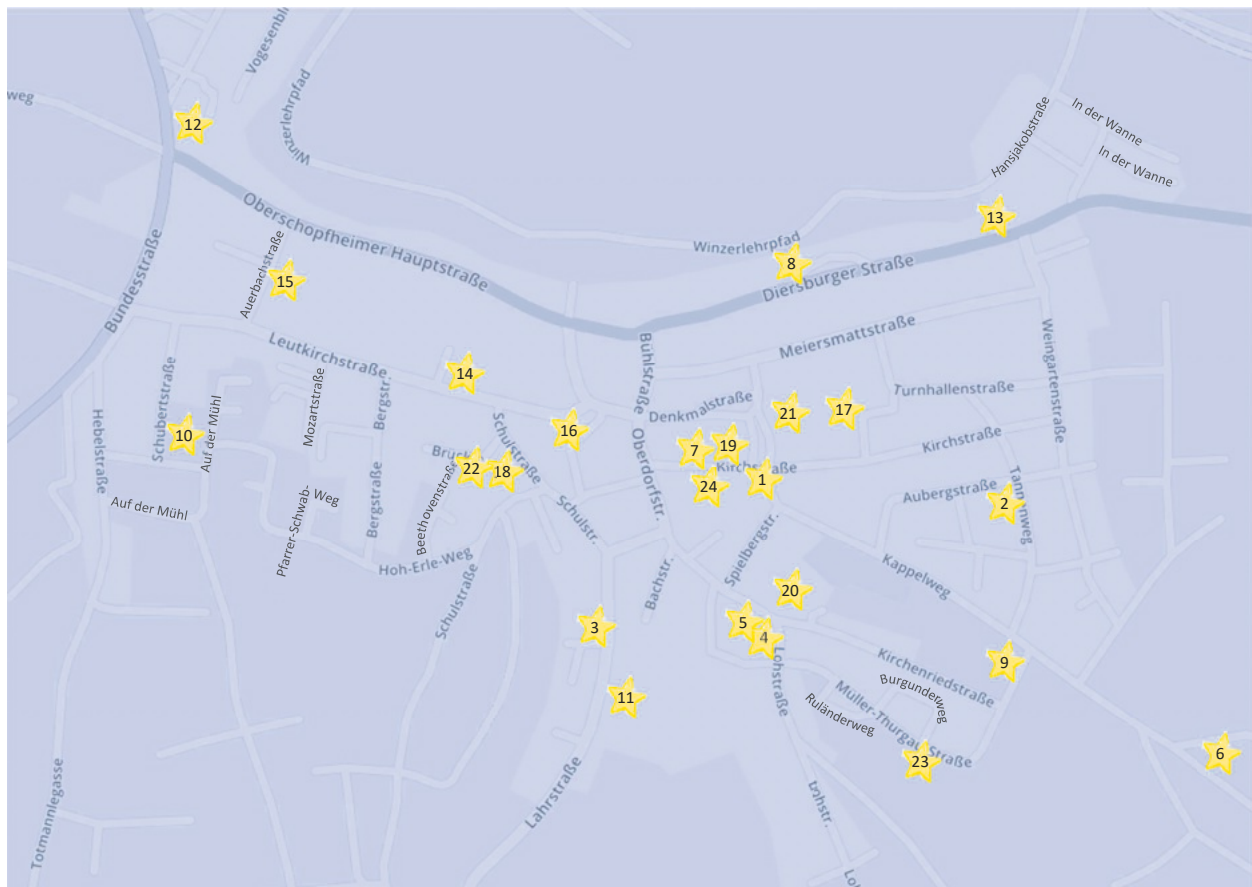 Vogesenbli
weg
12
Winzerlehrpfad
Hansjakobstraße
In der Wanne
In der Wanne
Oberschopfheimer Hauptstraße
13
Winzerlehrpfad
8
Diersburger Straße
Bundesstraße
Auerbachstraße
15
Leutkirchstraße
Meiersmattstraße
Weingartenstraße
Bühlstraße
14
Schubertstraße
Mozartstraße
Bergstr.
Denkmalstraße
21
17
Turnhallenstraße
Hebelstraße
10
Auf der Mühl
Schulstraße
16
Oberdorfstr.
7
19
Kirchstraße
Kirchstraße
22
18
24
1
Aubergstraße
2
Auf der Mühl
Pfarrer-Schwab-Weg
Bergstraße
Beethovenstraße
Schulstr.
Hoh-Erle-Weg
Spielbergstr.
Kappelweg
Bachstr.
Schulstraße
20
3
5
4
Lohstraße
Kirchenriedstraße
9
11
Burgunderweg
Ruländerweg
23
6
Lahrstraße
Totmannlegasse
Lohstr.